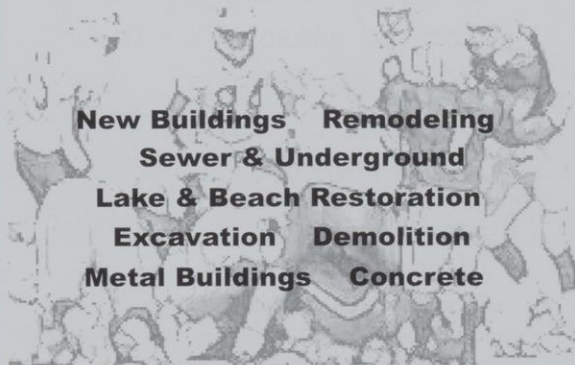 New Buildings Remodeling
Sewer & Underground
Lake & Beach Restoration
Excavation Demolition
Metal Buildings Concrete